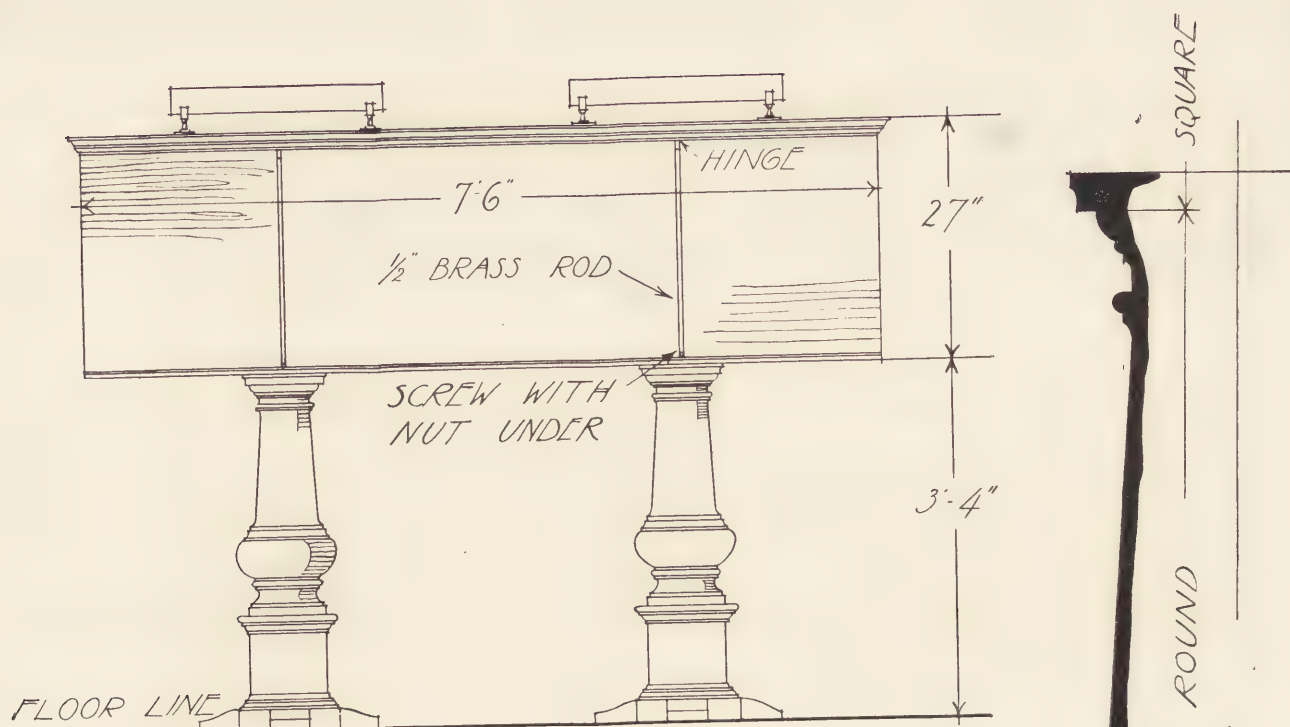 SQUARE
HINGE
7'-6"
27"
½" BRASS ROD
SCREW WITH
NUT UNDER
3'-4"
ROUND
FLOOR LINE